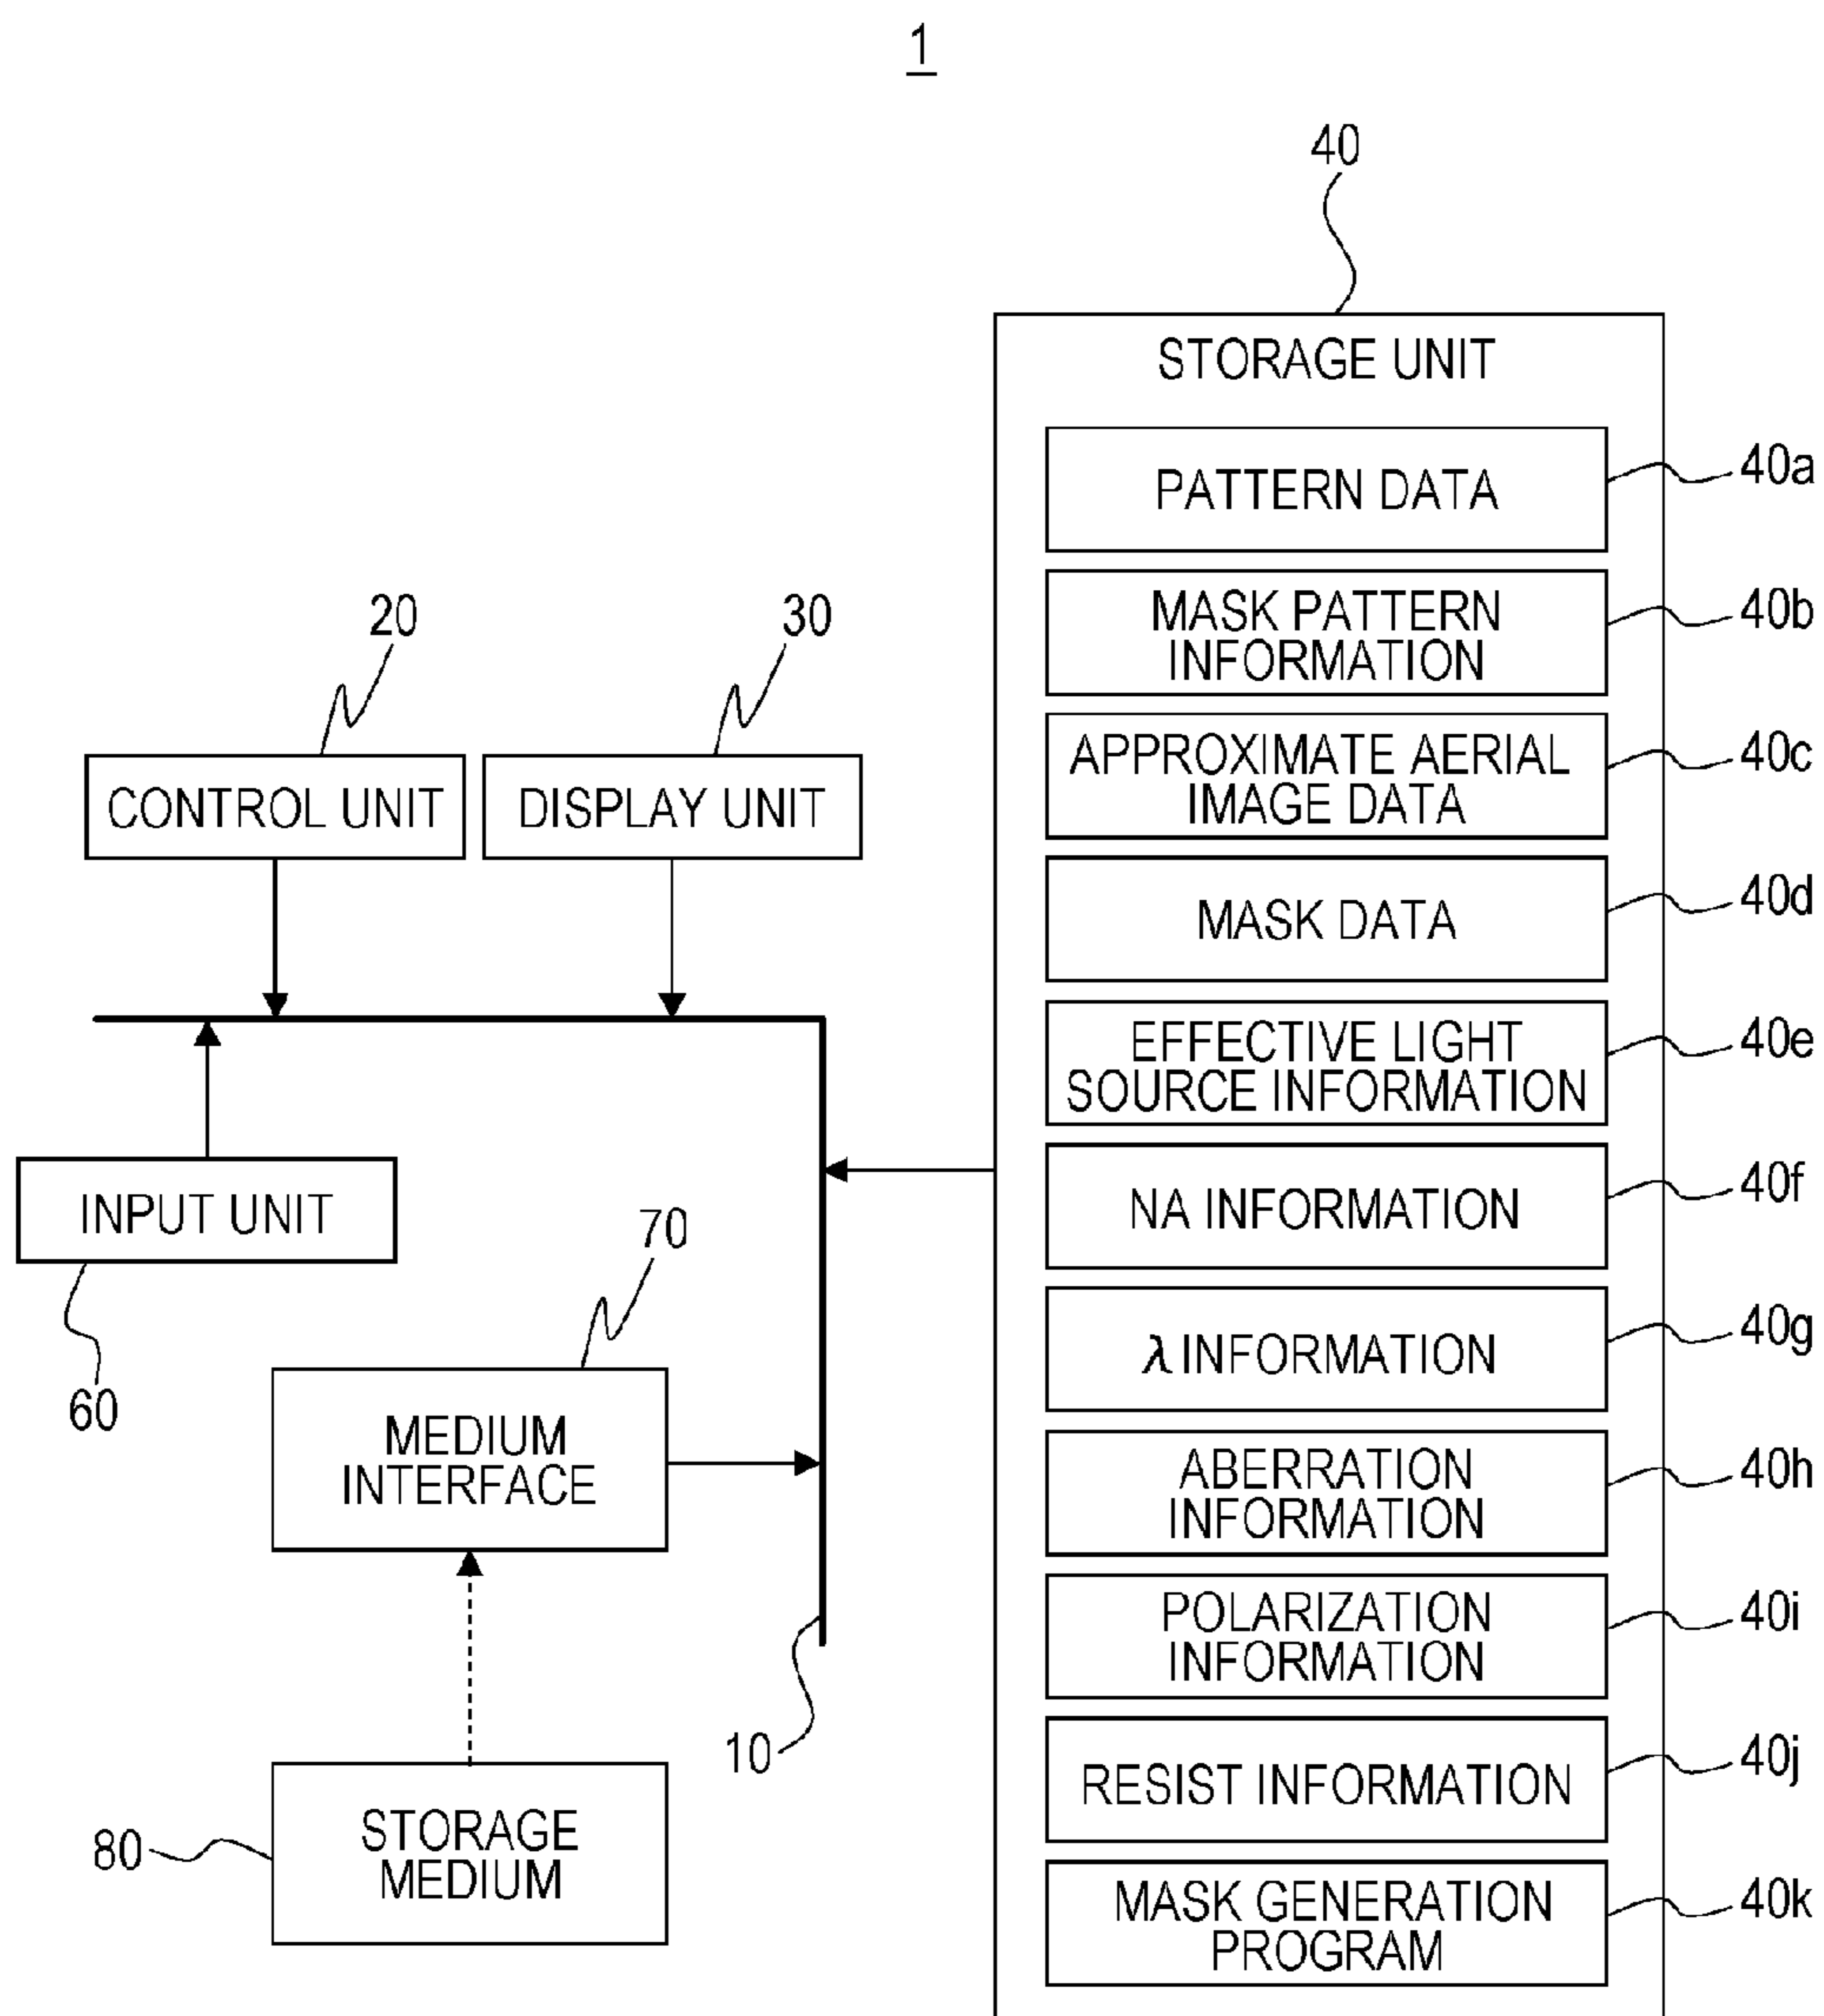 1
40
STORAGE UNIT
PATTERN DATA
40a
MASK PATTERN
INFORMATION
40b
APPROXIMATE AERIAL
IMAGE DATA
40c
MASK DATA
40d
EFFECTIVE LIGHT
SOURCE INFORMATION
40e
NA INFORMATION
40f
λ INFORMATION
40g
ABERRATION
INFORMATION
40h
POLARIZATION
INFORMATION
40i
RESIST INFORMATION
40j
MASK GENERATION
PROGRAM
40k
20
30
CONTROL UNIT
DISPLAY UNIT
INPUT UNIT
60
70
MEDIUM
INTERFACE
10
80
STORAGE
MEDIUM